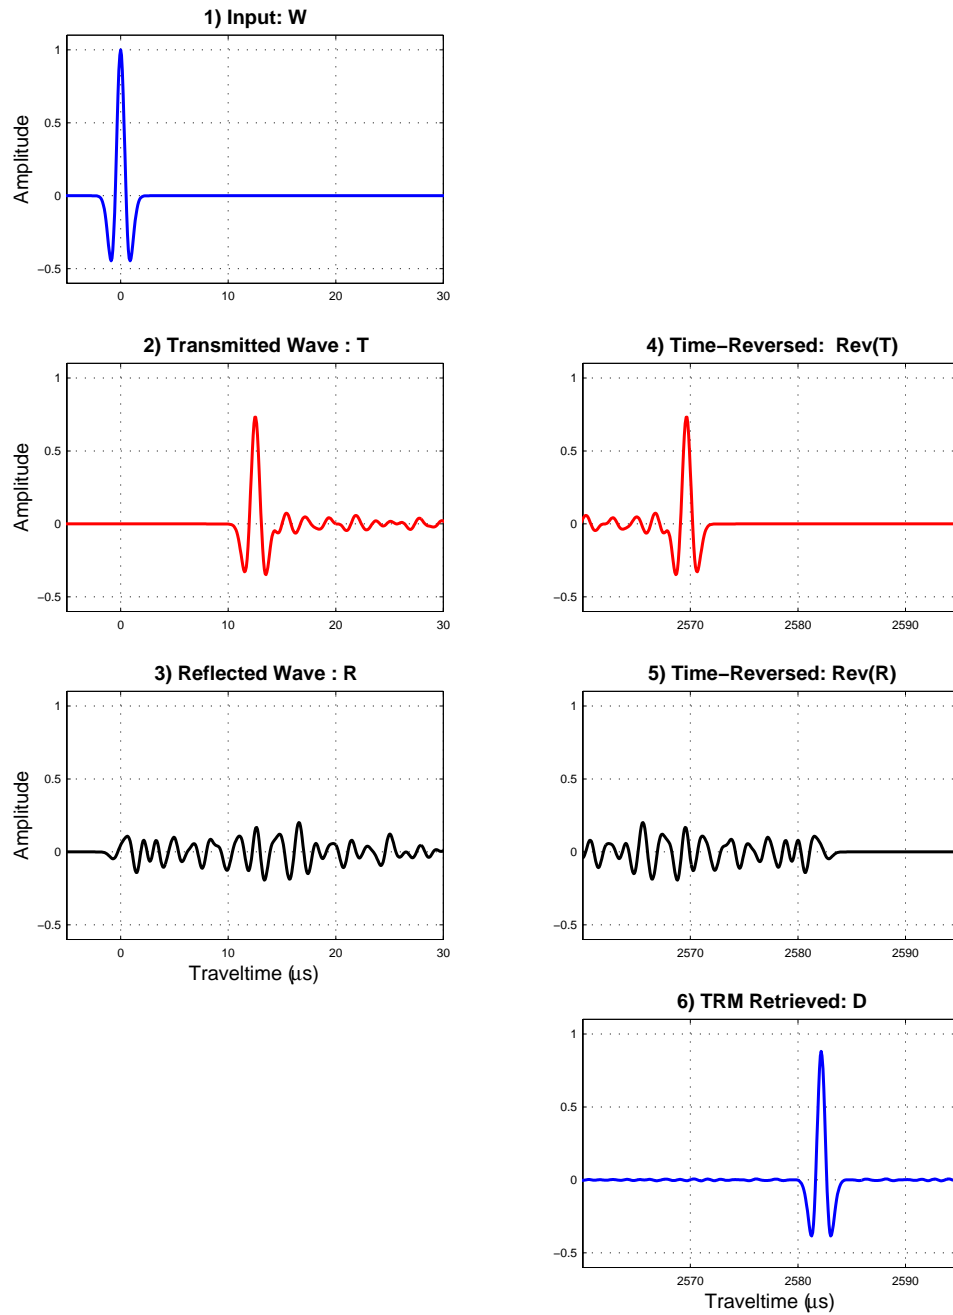 1) Input: W
Amplitude
1
0.5
0
−0.5
0 10 20 30
2) Transmitted Wave : T
Amplitude
1
0.5
0
−0.5
0 10 20 30
4) Time−Reversed: Rev(T)
1
0.5
0
−0.5
2570 2580 2590
3) Reflected Wave : R
Amplitude
1
0.5
0
−0.5
0 10 20 30
Traveltime (μs)
5) Time−Reversed: Rev(R)
1
0.5
0
−0.5
2570 2580 2590
6) TRM Retrieved: D
1
0.5
0
−0.5
2570 2580 2590
Traveltime (μs)